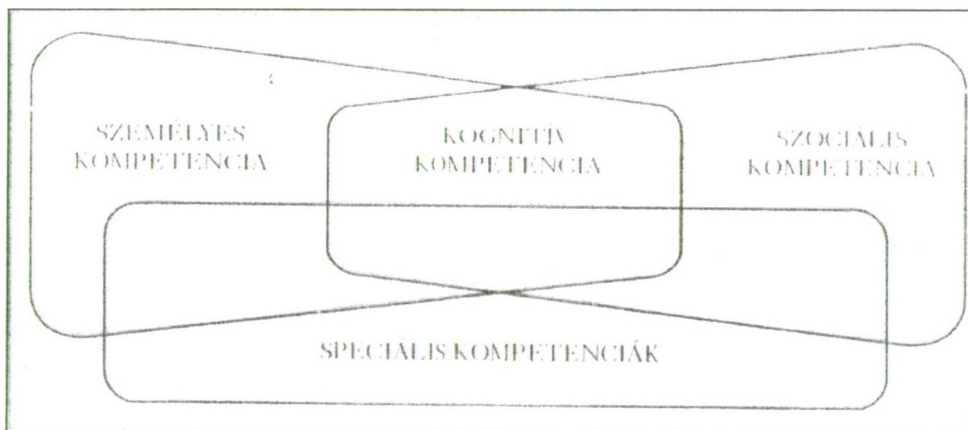 SZEMÉLYES
KOMPETENCIA
KOGNITÍV
KOMPETENCIA
SZOCIÁLIS
KOMPETENCIA
SPECIÁLIS KOMPETENCIÁK